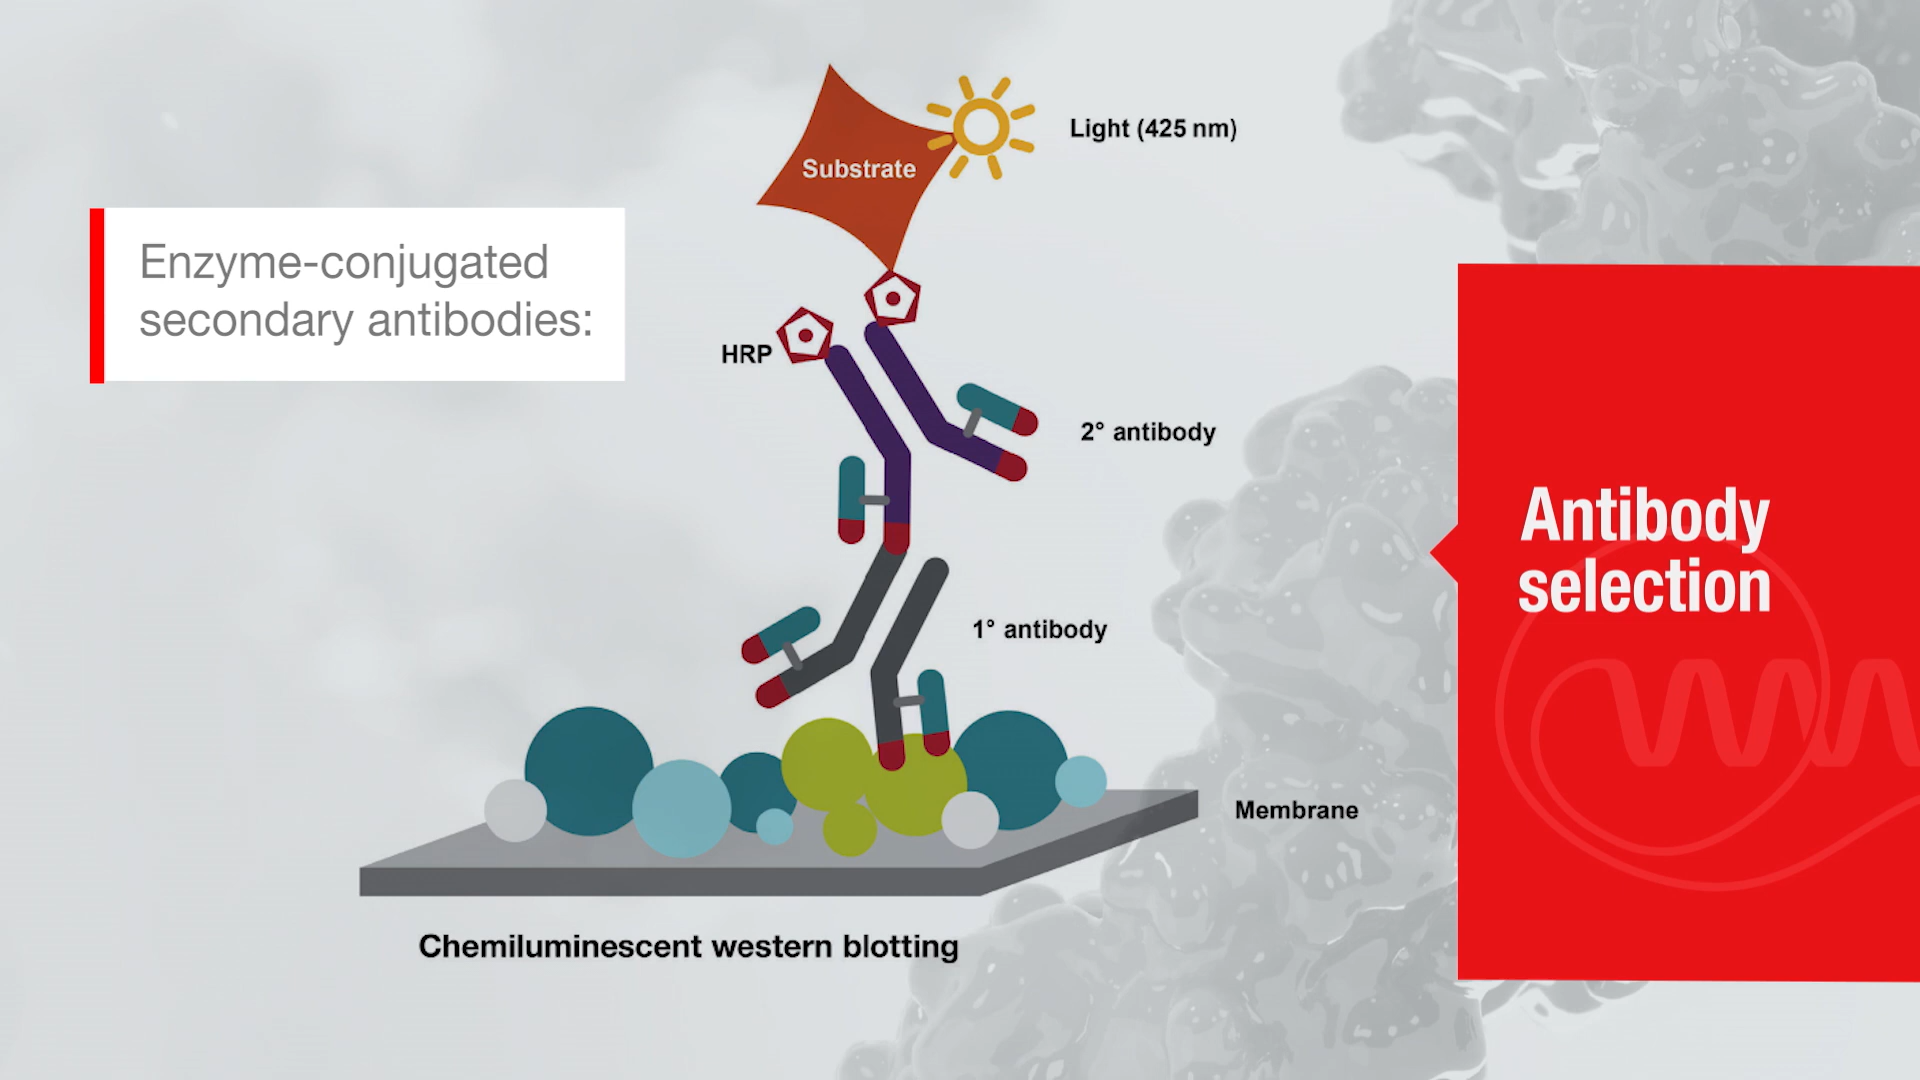 Enzyme-conjugated
secondary antibodies:
Substrate
Light (425 nm)
HRP
2° antibody
1° antibody
Membrane
Chemiluminescent western blotting
Antibody
selection